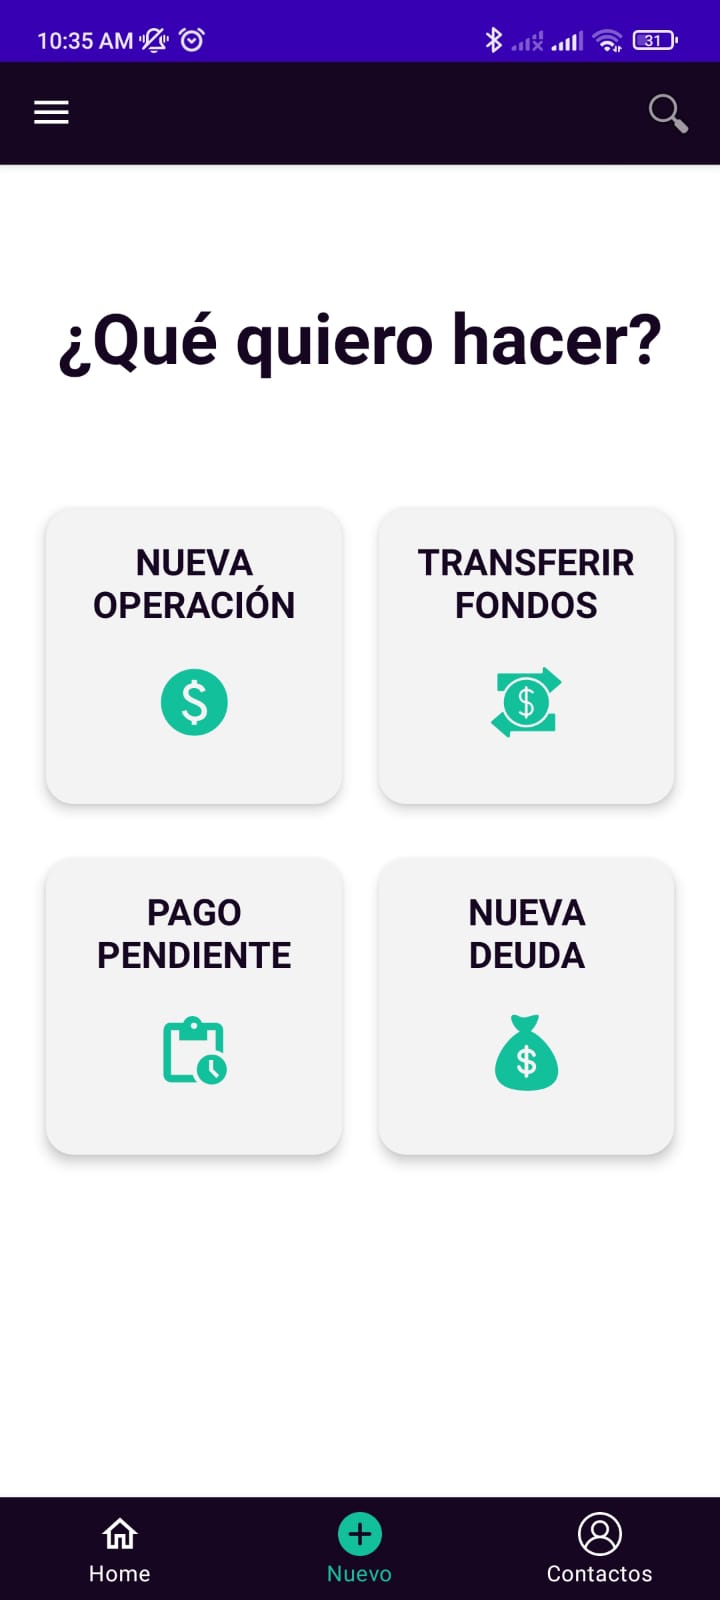 10:35 AM
31
¿Qué quiero hacer?
NUEVA
OPERACIÓN
$
TRANSFERIR
FONDOS
$
PAGO
PENDIENTE
NUEVA
DEUDA
$
Home
Nuevo
Contactos